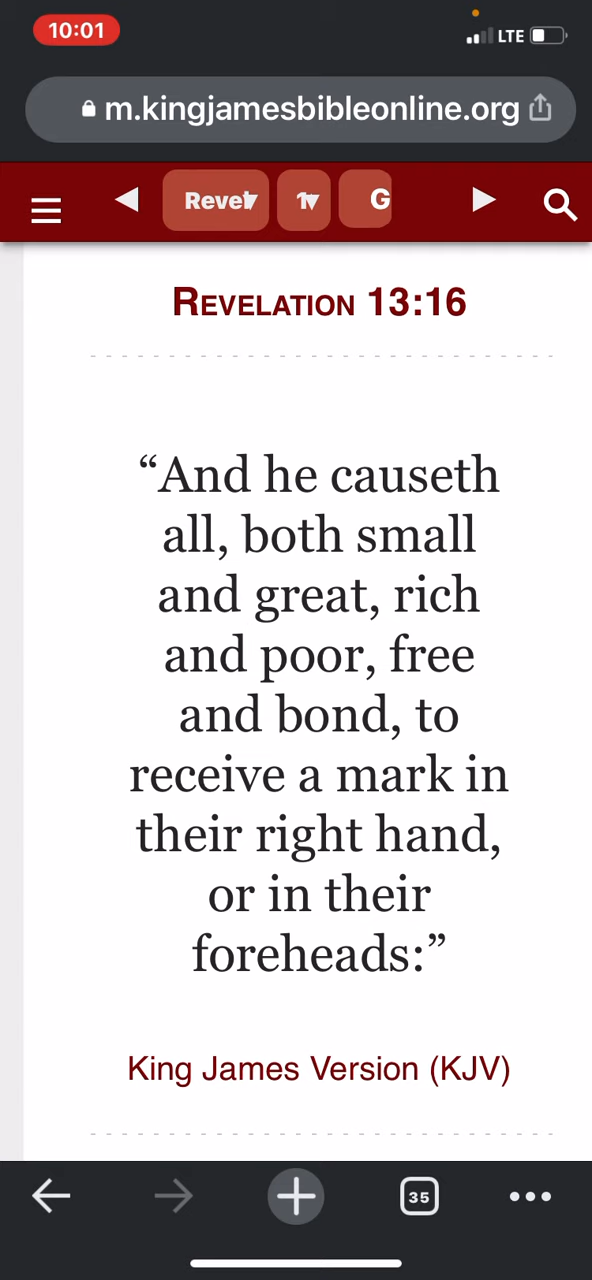 10:01
LTE
m.kingjamesbibleonline.org
Revel
1
G
REVELATION 13:16
“And he causeth
all, both small
and great, rich
and poor, free
and bond, to
receive a mark in
their right hand,
or in their
foreheads:”
King James Version (KJV)
35